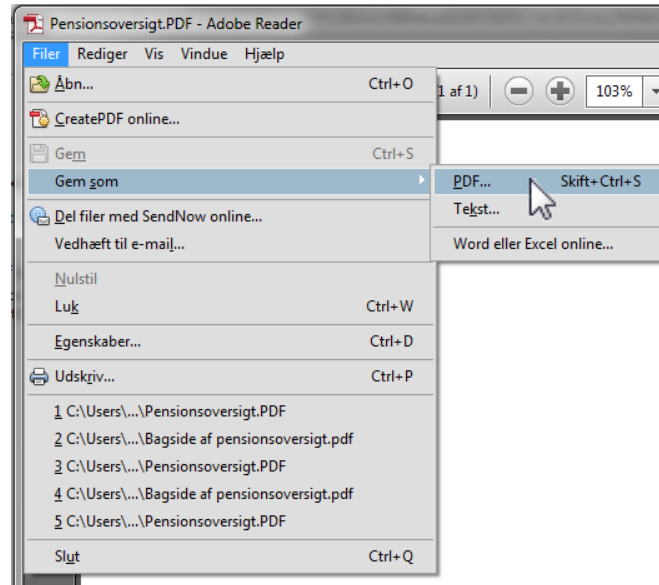 Pensionsoversigt.PDF - Adobe Reader
Filer Rediger Vis Vindue Hjælp
Åbn... Ctrl+O
1 af 1) 103%
CreatePDF online...
Gem Ctrl+S
Gem som
PDF... Skift+Ctrl+S
Tekst...
Word eller Excel online...
Del filer med SendNow online...
Vedhæft til e-mail...
Nulstil
Luk Ctrl+W
Egenskaber... Ctrl+D
Udskriv... Ctrl+P
1 C:\Users\...\Pensionsoversigt.PDF
2 C:\Users\...\Bagside af pensionsoversigt.pdf
3 C:\Users\...\Pensionsoversigt.PDF
4 C:\Users\...\Bagside af pensionsoversigt.pdf
5 C:\Users\...\Pensionsoversigt.PDF
Slut Ctrl+Q